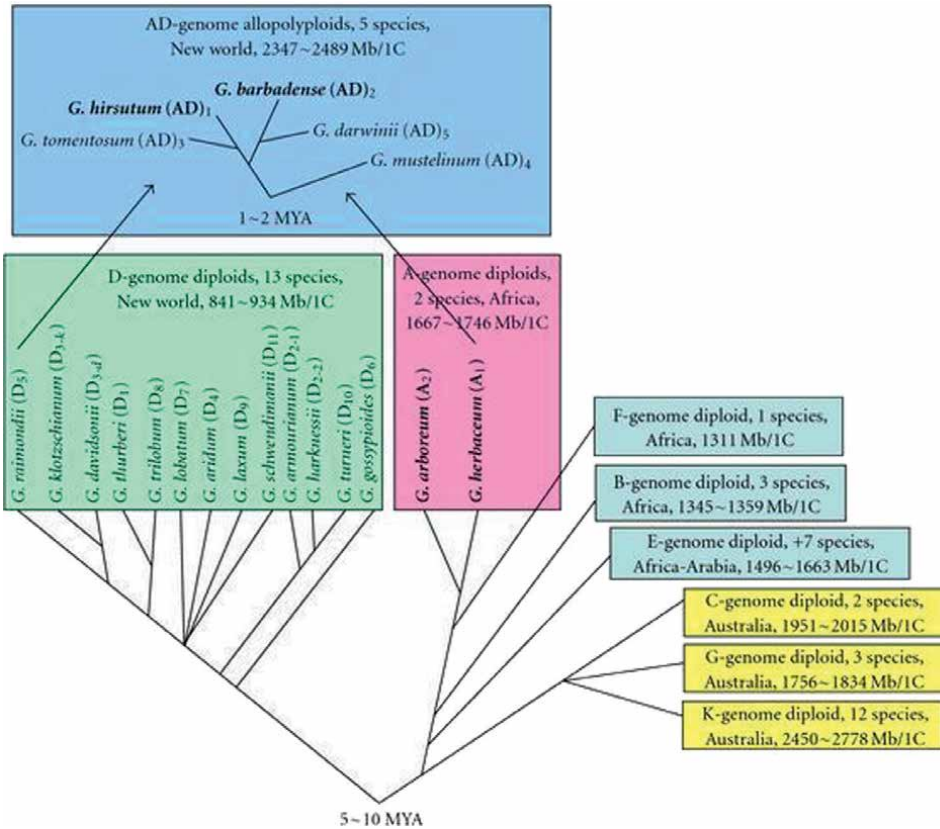 AD-genome allopolyploids, 5 species,
New world, 2347~2489 Mb/1C
G. barbadense (AD)₂
G. hirsutum (AD)₁
G. darwinii (AD)₅
G. tomentosum (AD)₃
G. mustelinum (AD)₄
1~2 MYA
D-genome diploids, 13 species,
New world, 841~934 Mb/1C
A-genome diploids,
2 species, Africa,
1667~1746 Mb/1C
G. raimondii (D₅)
G. klotzschianum (D₃₋ₖ)
G. davidsonii (D₃₋d)
G. thurberi (D₁)
G. trilobum (D₈)
G. lobatum (D₇)
G. aridum (D₄)
G. laxum (D₉)
G. schwendimanii (D₁₁)
G. armourianum (D₂₋₁)
G. harknessii (D₂₋₂)
G. turneri (D₁₀)
G. gossypioides (D₆)
G. arboreum (A₂)
G. herbaceum (A₁)
F-genome diploid, 1 species,
Africa, 1311 Mb/1C
B-genome diploid, 3 species,
Africa, 1345~1359 Mb/1C
E-genome diploid, +7 species,
Africa-Arabia, 1496~1663 Mb/1C
C-genome diploid, 2 species,
Australia, 1951~2015 Mb/1C
G-genome diploid, 3 species,
Australia, 1756~1834 Mb/1C
K-genome diploid, 12 species,
Australia, 2450~2778 Mb/1C
5~10 MYA